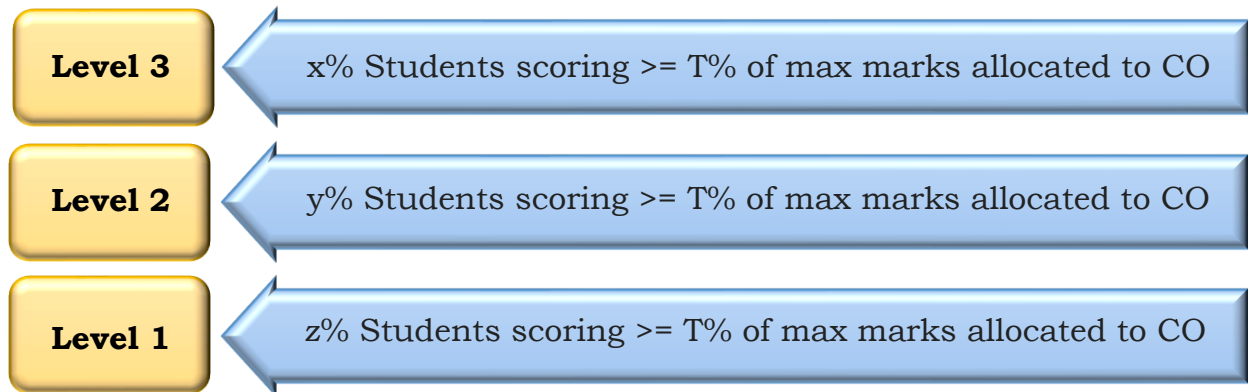 Level 3
x% Students scoring >= T% of max marks allocated to CO
Level 2
y% Students scoring >= T% of max marks allocated to CO
Level 1
z% Students scoring >= T% of max marks allocated to CO